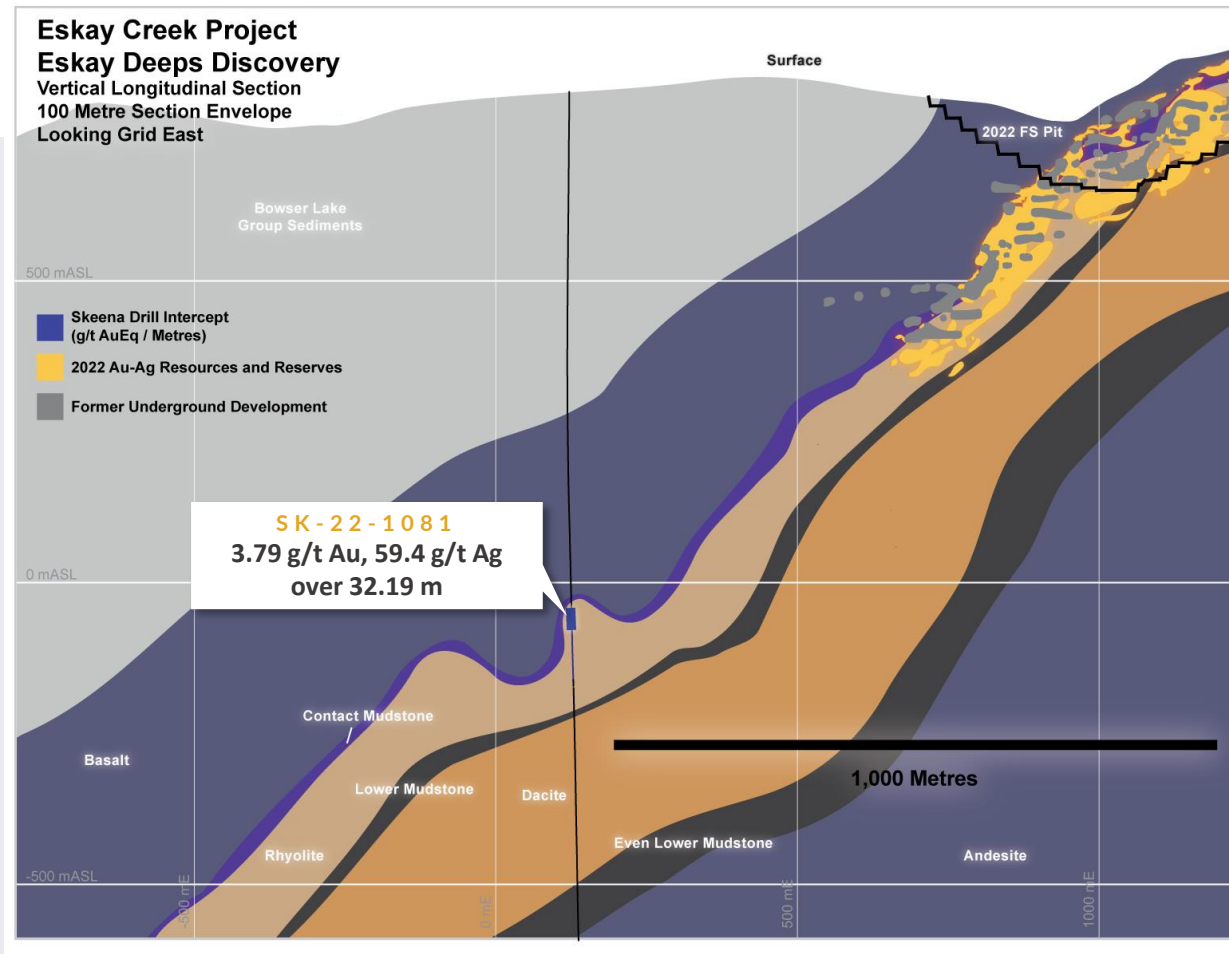 Eskay Creek Project
Eskay Deeps Discovery
Vertical Longitudinal Section
100 Metre Section Envelope
Looking Grid East
Surface
2022 FS Pit
Bowser Lake
Group Sediments
500 mASL
Skeena Drill Intercept
(g/t AuEq / Metres)
2022 Au-Ag Resources and Reserves
Former Underground Development
SK-22-1081
3.79 g/t Au, 59.4 g/t Ag
over 32.19 m
0 mASL
Contact Mudstone
Basalt
1,000 Metres
Lower Mudstone
Dacite
Even Lower Mudstone
Rhyolite
Andesite
-500 mASL
-500 mE
0 mE
500 mE
1000 mE